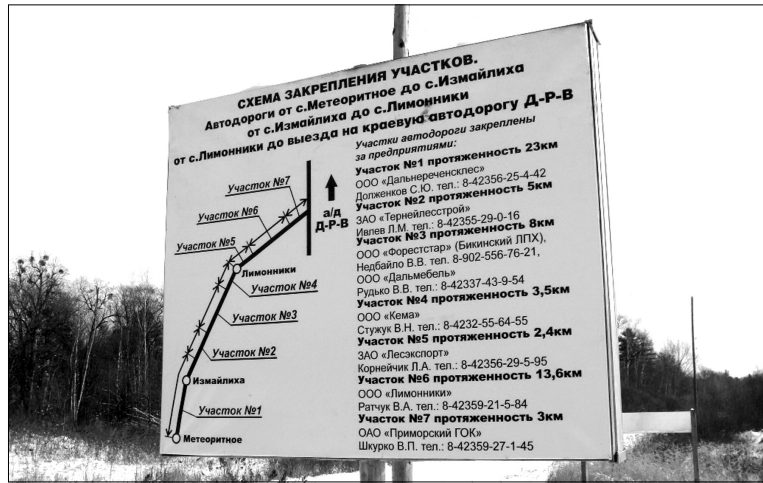 СХЕМА ЗАКРЕПЛЕНИЯ УЧАСТКОВ.
Автодороги от с.Метеоритное до с.Измайлиха
от с.Измайлиха до с.Лимонники
от с.Лимонники до выезда на краевую автодорогу Д-Р-В
Участок №7
Участок №6
Участок №5
а/д
Д-Р-В
Лимонники
Участок №4
Участок №3
Участок №2
Измайлиха
Участок №1
Метеоритное
Участки автодороги закреплены
за предприятиями:
Участок №1 протяженность 23км
ООО «Дальнереченсклес»
Долженков С.Ю. тел.: 8-42356-25-4-42
Участок №2 протяженность 5км
ЗАО «Тернейлесстрой»
Ивлев Л.М. тел.: 8-42355-29-0-16
Участок №3 протяженность 8км
ООО «Форестстар» (Бикинский ЛПХ),
Недбайло В.В. тел. 8-902-556-76-21,
ООО «Дальмебель»
Рудько В.В. тел.: 8-42337-43-9-54
Участок №4 протяженность 3,5км
ООО «Кема»
Стужук В.Н. тел.: 8-4232-55-64-55
Участок №5 протяженность 2,4км
ЗАО «Лесэкспорт»
Корнейчик Л.А. тел.: 8-42356-29-5-95
Участок №6 протяженность 13,6км
ООО «Лимонники»
Ратчук В.А. тел.: 8-42359-21-5-84
Участок №7 протяженность 3км
ОАО «Приморский ГОК»
Шкурко В.П. тел.: 8-42359-27-1-45